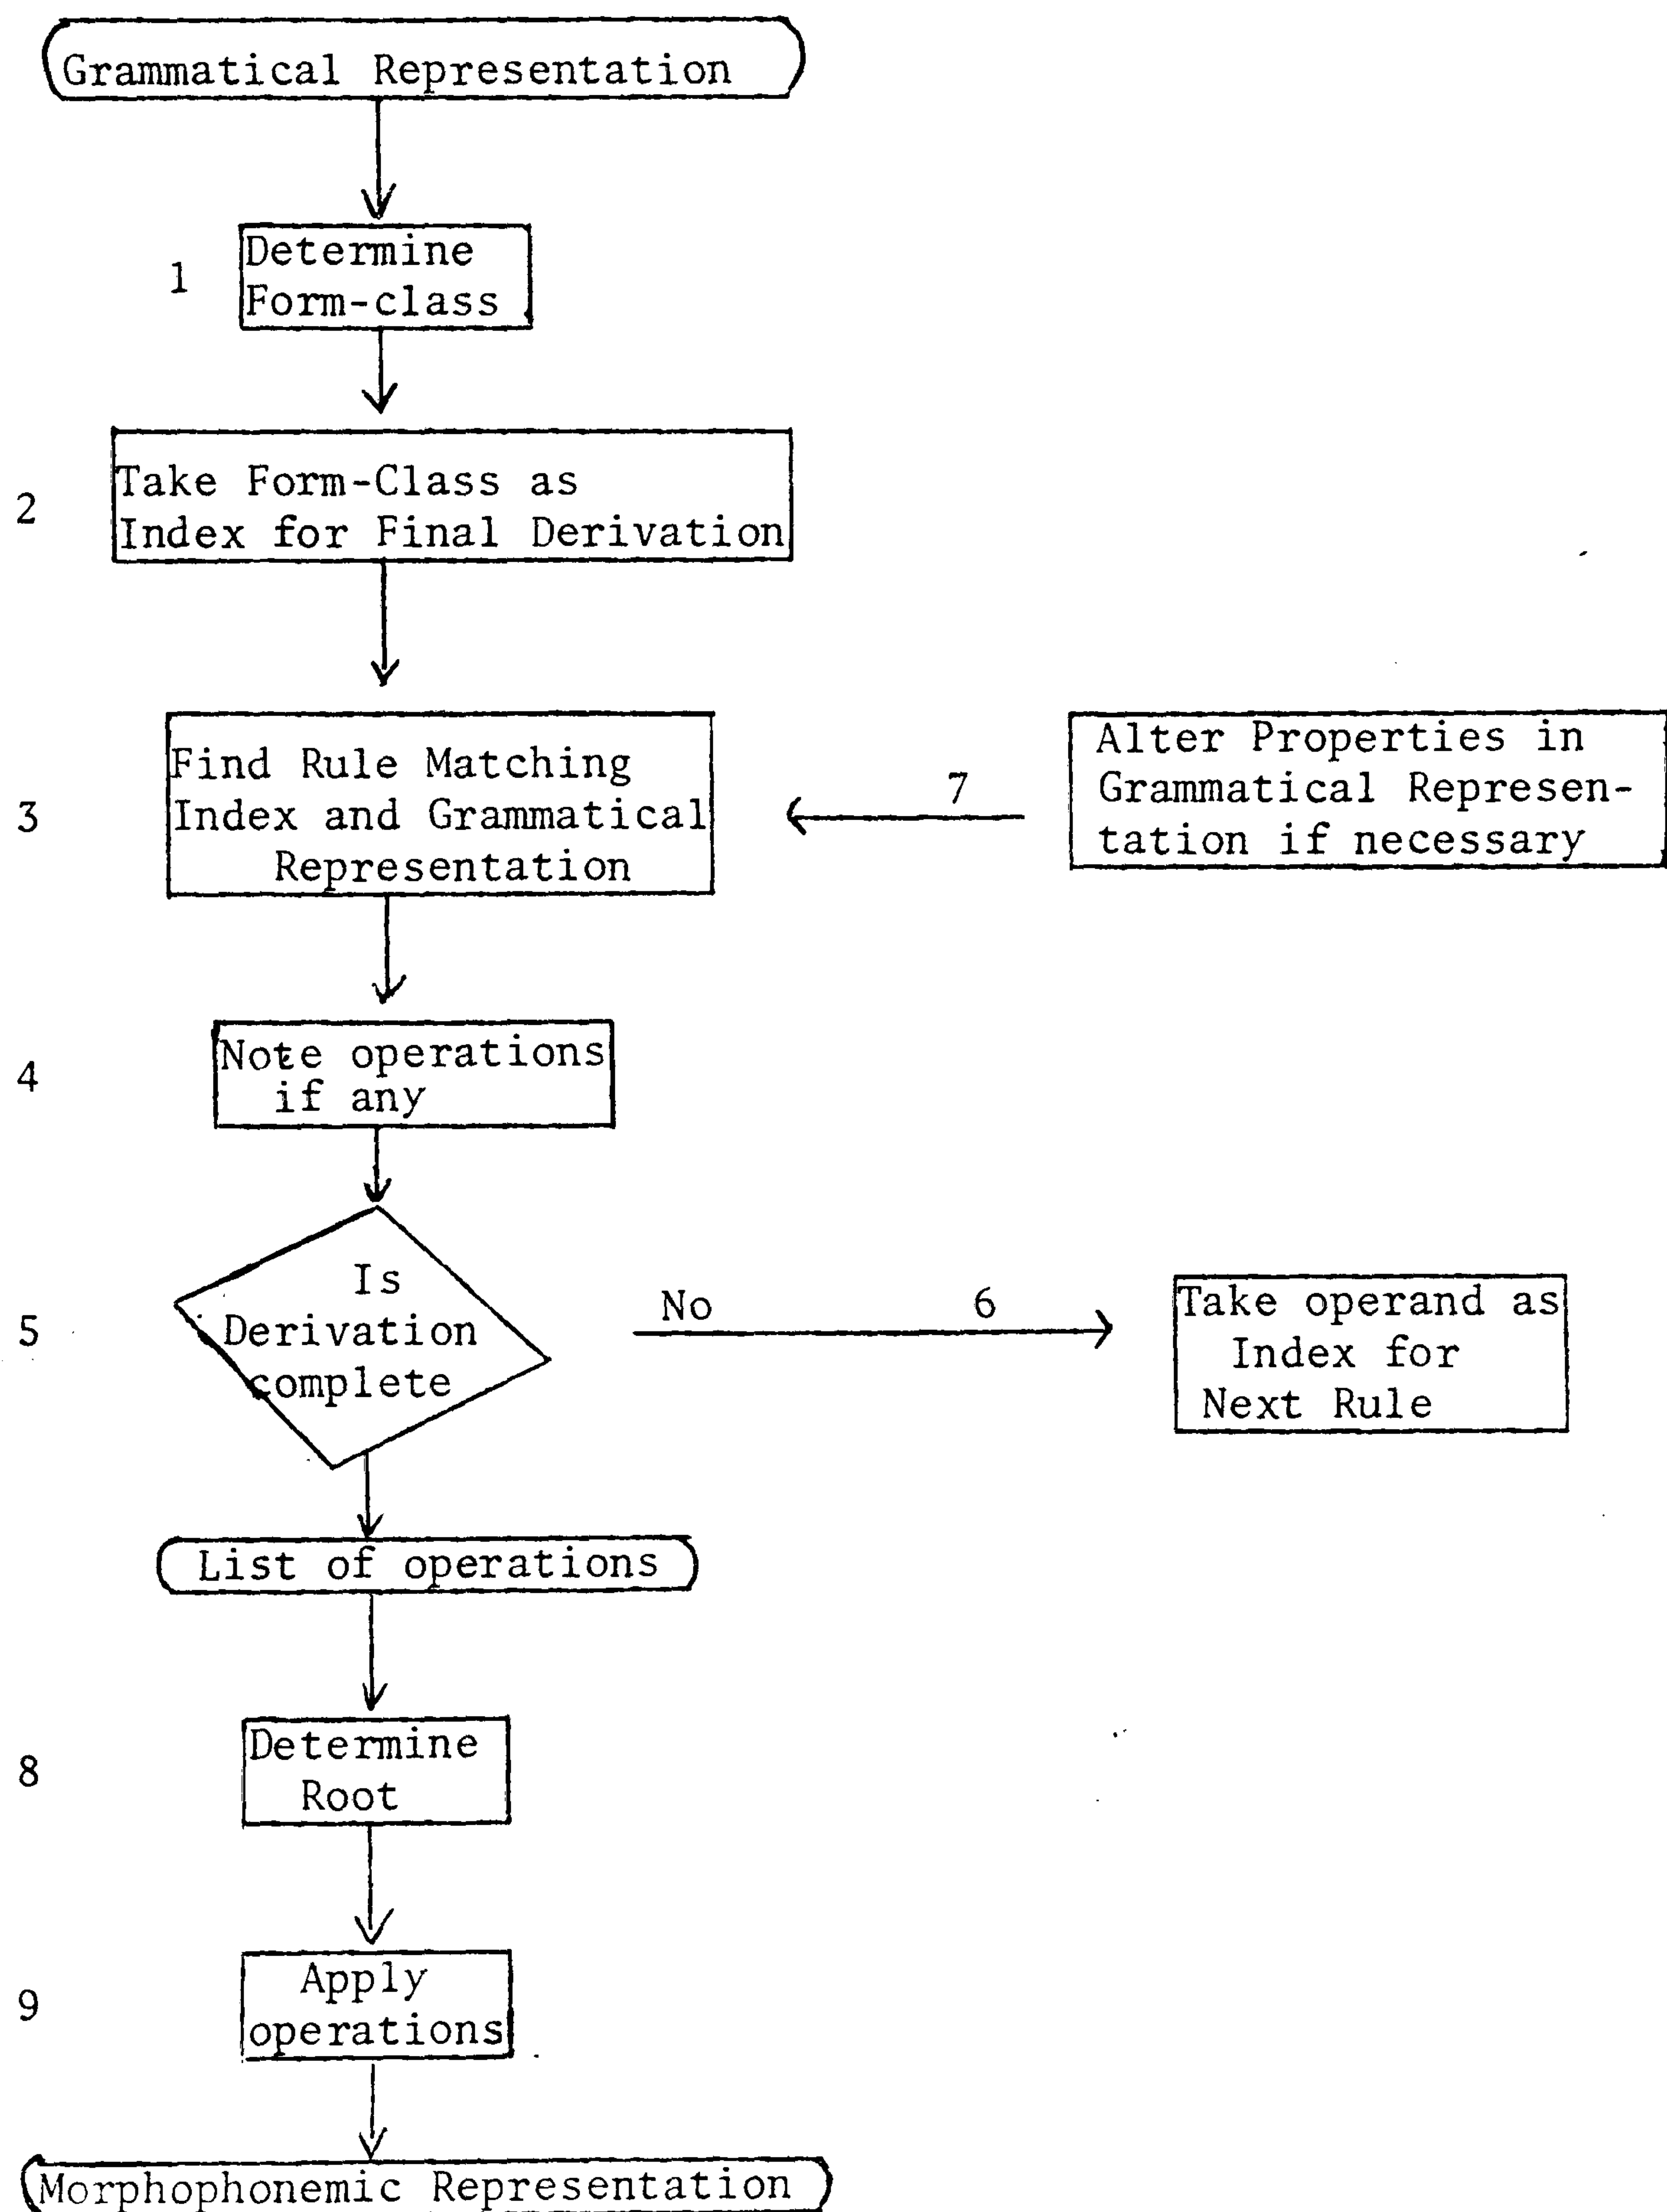 Grammatical Representation
1
Determine
Form-class
2
Take Form-Class as
Index for Final Derivation
3
Find Rule Matching
Index and Grammatical
Representation
7
Alter Properties in
Grammatical Represen-
tation if necessary
4
Note operations
if any
5
Is
Derivation
complete
No
6
Take operand as
Index for
Next Rule
List of operations
8
Determine
Root
9
Apply
operations
Morphophonemic Representation